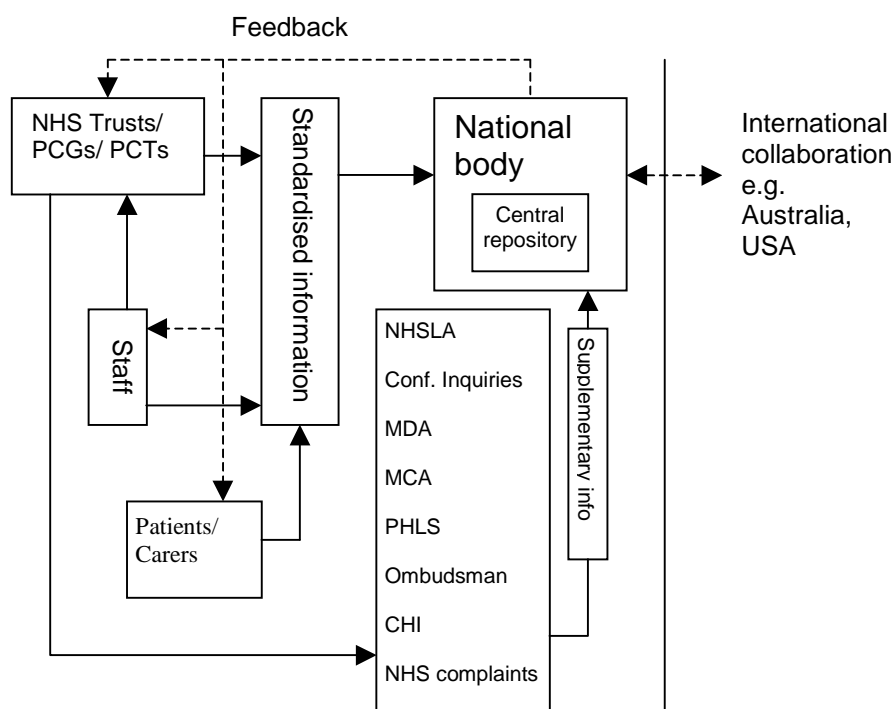 Feedback
NHS Trusts/
PCGs/ PCTs
Standardised information
National
body
Central
repository
International
collaboration
e.g.
Australia,
USA
Staff
Patients/
Carers
NHSLA
Conf. Inquiries
MDA
MCA
PHLS
Ombudsman
CHI
NHS complaints
Supplementary info